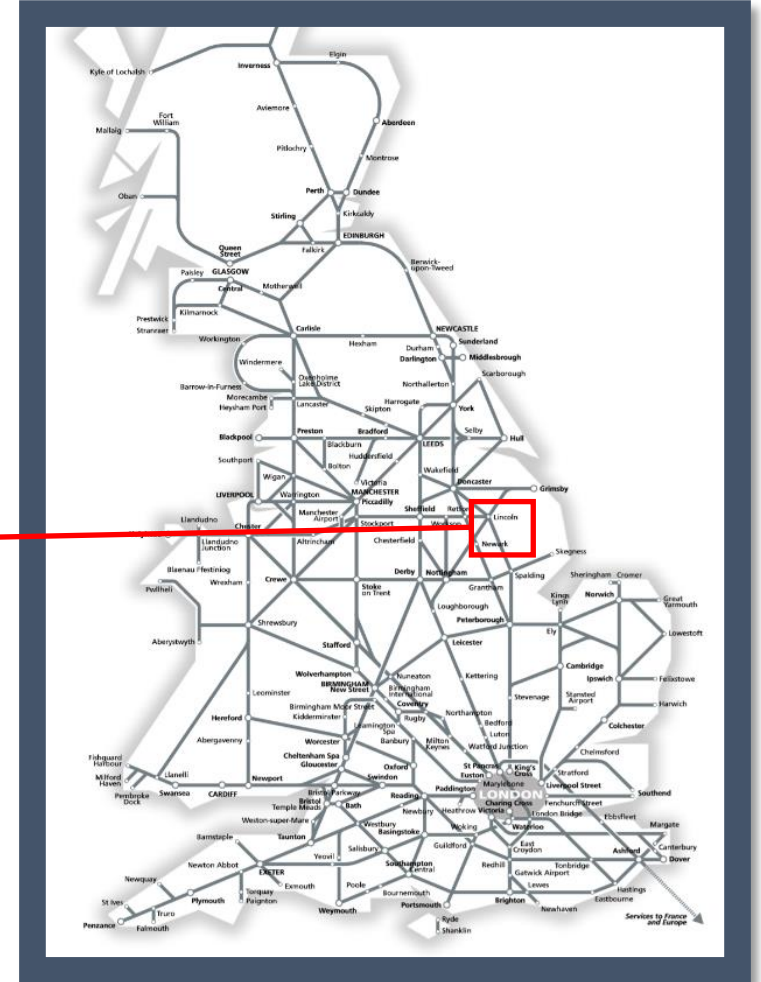 Elgin
Inverness
Kyle of Lochalsh
Aviemore
Fort
William
Mallaig
Aberdeen
Pitlochry
Montrose
Perth
Dundee
Oban
Kirkcaldy
Stirling
EDINBURGH
Queen
Street
Falkirk
Berwick-
upon-Tweed
Paisley
GLASGOW
Central
Motherwell
Kilmarnock
Prestwick
Stranraer
Carlisle
NEWCASTLE
Workington
Hexham
Durham
Sunderland
Darlington
Middlesbrough
Windermere
Scarborough
Oxenholme
Lake District
Barrow-in-Furness
Northallerton
Morecambe
Heysham Port
Lancaster
Harrogate
Skipton
York
Preston
Bradford
Selby
Blackpool
Blackburn
LEEDS
Hull
Huddersfield
Southport
Bolton
Wakefield
Wigan
Victoria
Doncaster
MANCHESTER
Piccadilly
Grimsby
LIVERPOOL
Warrington
Manchester
Airport
Sheffield
Retford
Lincoln
Llandudno
Chester
Stockport
Worksop
Llandudno
Junction
Altrincham
Chesterfield
Newark
Skegness
Blaenau Ffestiniog
Wrexham
Crewe
Derby
Nottingham
Spalding
Sheringham
Cromer
Pwllheli
Stoke
on Trent
Grantham
Kings
Lynn
Norwich
Great
Yarmouth
Loughborough
Shrewsbury
Peterborough
Ely
Lowestoft
Aberystwyth
Stafford
Leicester
Wolverhampton
Cambridge
Nuneaton
Kettering
BIRMINGHAM
New Street
Birmingham
International
Ipswich
Felixstowe
Leominster
Coventry
Stevenage
Stansted
Airport
Birmingham Moor Street
Kidderminster
Rugby
Northampton
Harwich
Hereford
Leamington
Spa
Bedford
Colchester
Abergavenny
Worcester
Banbury
Milton
Keynes
Luton
Watford Junction
Chelmsford
Cheltenham Spa
Fishguard
Harbour
Gloucester
Oxford
St Pancras
Euston
King's
Cross
Stratford
Milford
Haven
Llanelli
Newport
Swindon
Paddington
Marylebone
Liverpool Street
Pembroke
Dock
Swansea
CARDIFF
Bristol Parkway
Reading
LONDON
Southend
Bristol
Temple Meads
Bath
Newbury
Heathrow
Victoria
Charing Cross
Fenchurch Street
London Bridge
Ebbsfleet
Weston-super-Mare
Westbury
Basingstoke
Woking
Waterloo
Margate
Barnstaple
Taunton
Salisbury
Guildford
East
Croydon
Canterbury
Yeovil
Redhill
Tonbridge
Ashford
Dover
Newton Abbot
EXETER
Southampton
Central
Gatwick Airport
Newquay
Exmouth
Poole
Bournemouth
Lewes
Hastings
St Ives
Plymouth
Torquay
Paignton
Weymouth
Portsmouth
Brighton
Eastbourne
Newhaven
Truro
Penzance
Falmouth
Ryde
Shanklin
Services to France
and Europe